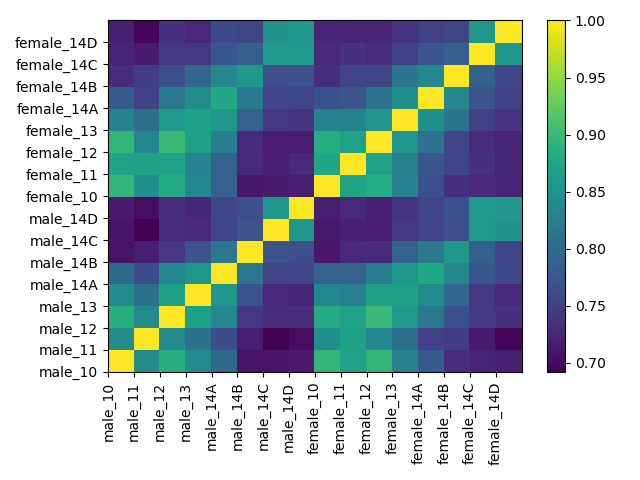 female_14D
female_14C
female_14B
female_14A
female_13
female_12
female_11
female_10
male_14D
male_14C
male_14B
male_14A
male_13
male_12
male_11
male_10
male_10
male_11
male_12
male_13
male_14A
male_14B
male_14C
male_14D
female_10
female_11
female_12
female_13
female_14A
female_14B
female_14C
female_14D
1.00
0.95
0.90
0.85
0.80
0.75
0.70